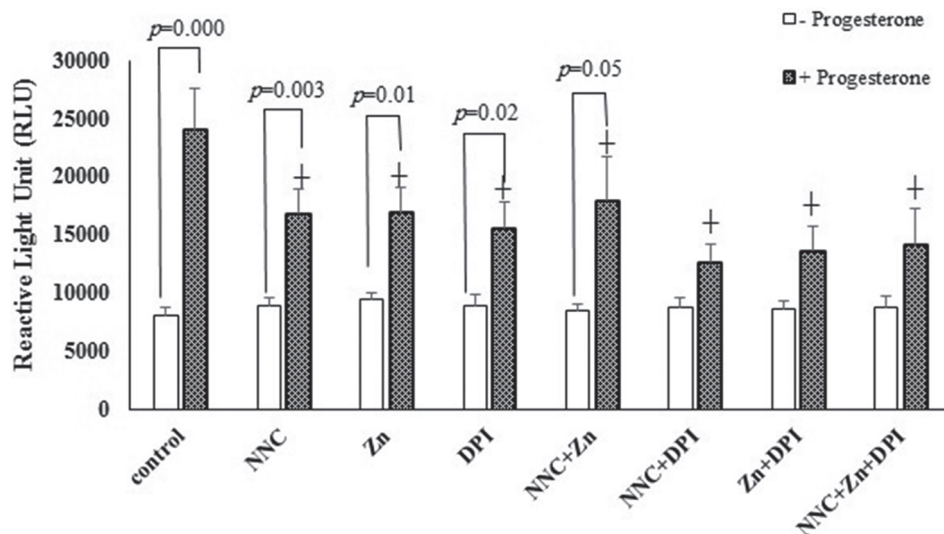 - Progesterone
+ Progesterone
p=0.000
p=0.003
p=0.01
p=0.02
p=0.05
Reactive Light Unit (RLU)
30000
25000
20000
15000
10000
5000
0
+ + + + + + +
control
NNC
Zn
DPI
NNC+Zn
NNC+DPI
Zn+DPI
NNC+Zn+DPI